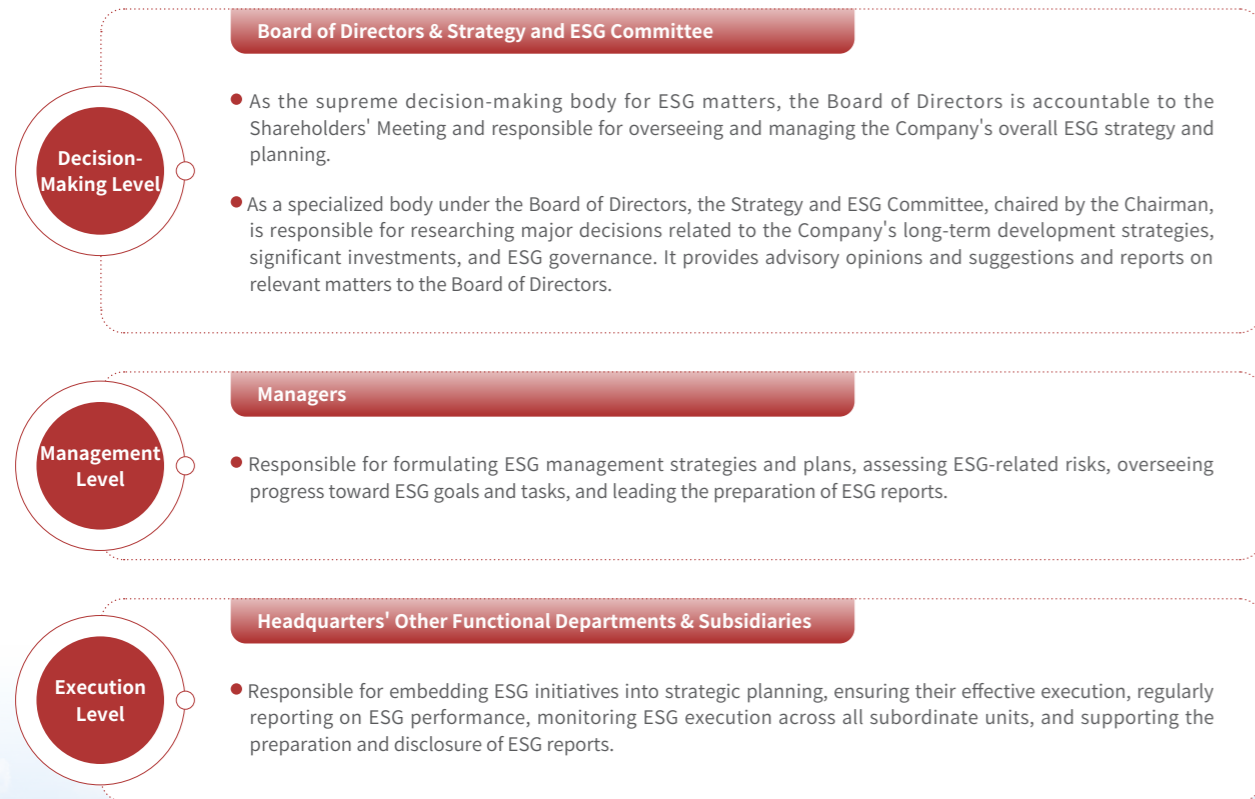 Board of Directors & Strategy and ESG Committee
Decision-
Making Level
● As the supreme decision-making body for ESG matters, the Board of Directors is accountable to the
Shareholders' Meeting and responsible for overseeing and managing the Company's overall ESG strategy and
planning.
● As a specialized body under the Board of Directors, the Strategy and ESG Committee, chaired by the Chairman,
is responsible for researching major decisions related to the Company's long-term development strategies,
significant investments, and ESG governance. It provides advisory opinions and suggestions and reports on
relevant matters to the Board of Directors.
Managers
Management
Level
● Responsible for formulating ESG management strategies and plans, assessing ESG-related risks, overseeing
progress toward ESG goals and tasks, and leading the preparation of ESG reports.
Headquarters' Other Functional Departments & Subsidiaries
Execution
Level
● Responsible for embedding ESG initiatives into strategic planning, ensuring their effective execution, regularly
reporting on ESG performance, monitoring ESG execution across all subordinate units, and supporting the
preparation and disclosure of ESG reports.